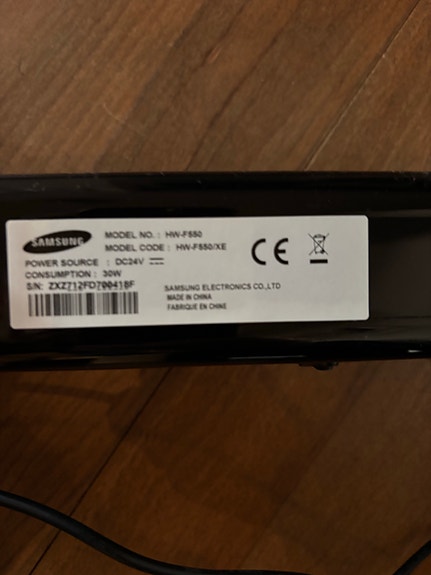 SAMSUNG
MODEL NO. : HW-F550
MODEL CODE : HW-F550/XE
POWER SOURCE : DC24V
CONSUMPTION : 30W
S/N: ZXZ712FD700418F
SAMSUNG ELECTRONICS CO.,LTD
MADE IN CHINA
FABRIQUE EN CHINE
CE